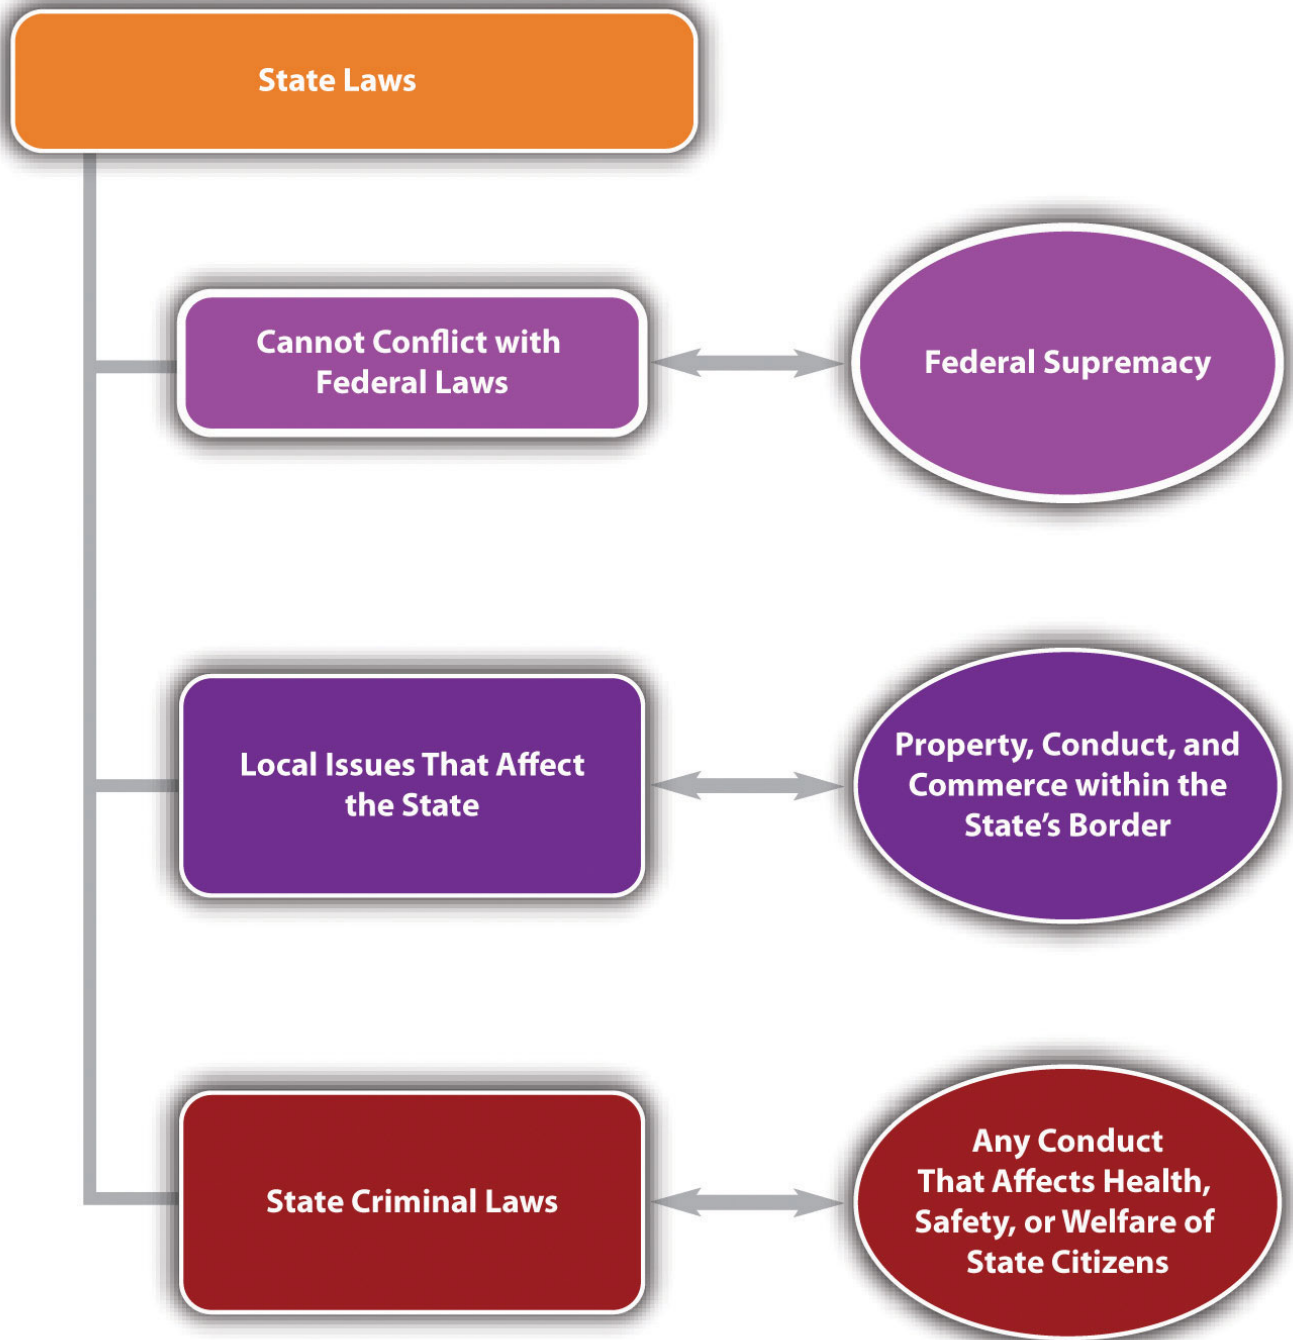 State Laws
Cannot Conflict with
Federal Laws
Federal Supremacy
Local Issues That Affect
the State
Property, Conduct, and
Commerce within the
State’s Border
State Criminal Laws
Any Conduct
That Affects Health,
Safety, or Welfare of
State Citizens